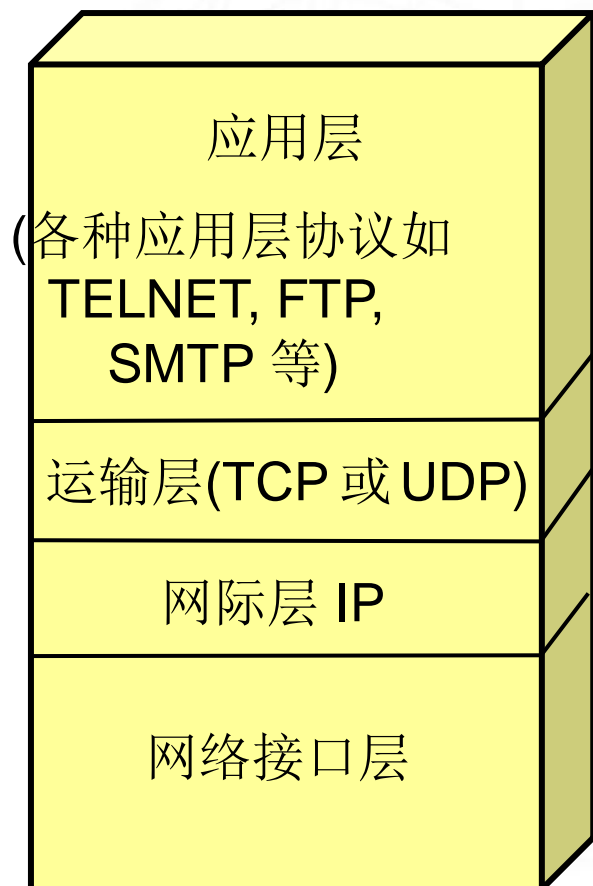 应用层
(各种应用层协议如
TELNET, FTP,
SMTP 等)
运输层(TCP 或 UDP)
网际层 IP
网络接口层